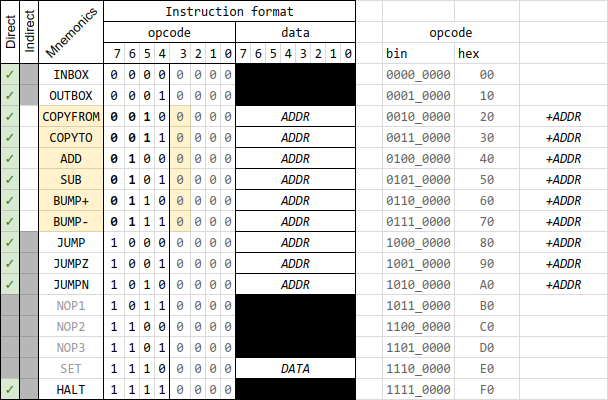 Direct Indirect Mnemonics Instruction format
opcode data opcode
7 6 5 4 3 2 1 0 7 6 5 4 3 2 1 0 bin hex
✓ INBOX 0 0 0 0 0 0 0 0 0000_0000 00
✓ OUTBOX 0 0 0 1 0 0 0 0 0001_0000 10
✓ COPYFROM 0 0 1 0 0 0 0 0 ADDR 0010_0000 20 +ADDR
✓ COPYTO 0 0 1 1 0 0 0 0 ADDR 0011_0000 30 +ADDR
✓ ADD 0 1 0 0 0 0 0 0 ADDR 0100_0000 40 +ADDR
✓ SUB 0 1 0 1 0 0 0 0 ADDR 0101_0000 50 +ADDR
✓ BUMP+ 0 1 1 0 0 0 0 0 ADDR 0110_0000 60 +ADDR
✓ BUMP- 0 1 1 1 0 0 0 0 ADDR 0111_0000 70 +ADDR
✓ JUMP 1 0 0 0 0 0 0 0 ADDR 1000_0000 80 +ADDR
✓ JUMPZ 1 0 0 1 0 0 0 0 ADDR 1001_0000 90 +ADDR
✓ JUMPN 1 0 1 0 0 0 0 0 ADDR 1010_0000 A0 +ADDR
NOP1 1 0 1 1 0 0 0 0 1011_0000 B0
NOP2 1 1 0 0 0 0 0 0 1100_0000 C0
NOP3 1 1 0 1 0 0 0 0 1101_0000 D0
SET 1 1 1 0 0 0 0 0 DATA 1110_0000 E0
✓ HALT 1 1 1 1 0 0 0 0 1111_0000 F0